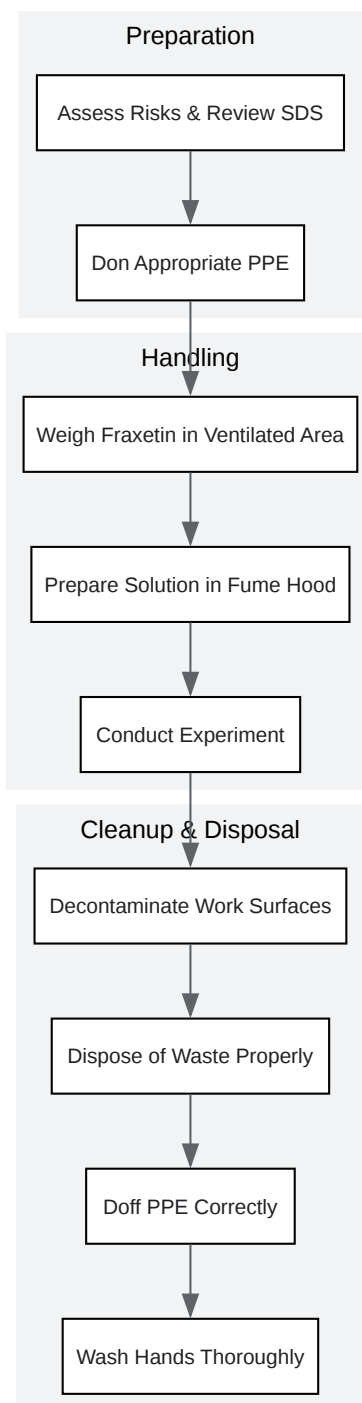 Preparation
Assess Risks & Review SDS
Don Appropriate PPE
Handling
Weigh Fraxetin in Ventilated Area
Prepare Solution in Fume Hood
Conduct Experiment
Cleanup & Disposal
Decontaminate Work Surfaces
Dispose of Waste Properly
Doff PPE Correctly
Wash Hands Thoroughly